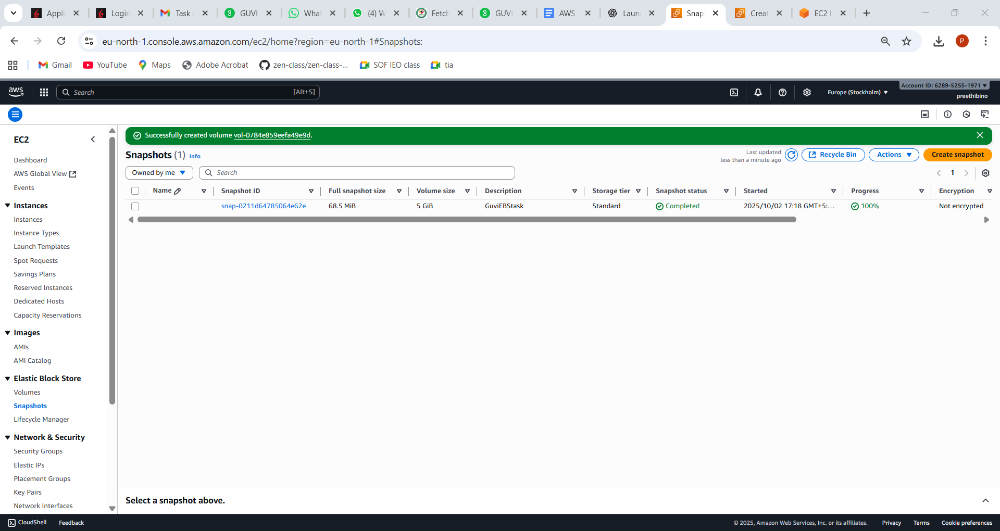 Appli
Login
Task
GUVI
What
(4) W
Fetch
GUVI
AWS
Laun
Snap
Creat
EC2
eu-north-1.console.aws.amazon.com/ec2/home?region=eu-north-1#Snapshots:
P
Gmail
YouTube
Maps
Adobe Acrobat
zen-class/zen-class-...
SOF IEO class
tia
aws
Search
[Alt+S]
Europe (Stockholm)
Account ID: 6289-5255-1971
preethibino
EC2
Dashboard
AWS Global View
Events
Instances
Instances
Instance Types
Launch Templates
Spot Requests
Savings Plans
Reserved Instances
Dedicated Hosts
Capacity Reservations
Images
AMIs
AMI Catalog
Elastic Block Store
Volumes
Snapshots
Lifecycle Manager
Network & Security
Security Groups
Elastic IPs
Placement Groups
Key Pairs
Network Interfaces
Successfully created volume vol-0784e859eefa49e9d.
Snapshots (1) Info
Last updated
less than a minute ago
Recycle Bin
Actions
Create snapshot
Owned by me
Search
1
Name Snapshot ID Full snapshot size Volume size Description Storage tier Snapshot status Started Progress Encryption
snap-0211d64785064e62e 68.5 MiB 5 GiB GuviEBStask Standard Completed 2025/10/02 17:18 GMT+5:... 100% Not encrypted
Select a snapshot above.
CloudShell
Feedback
© 2025, Amazon Web Services, Inc. or its affiliates.
Privacy
Terms
Cookie preferences